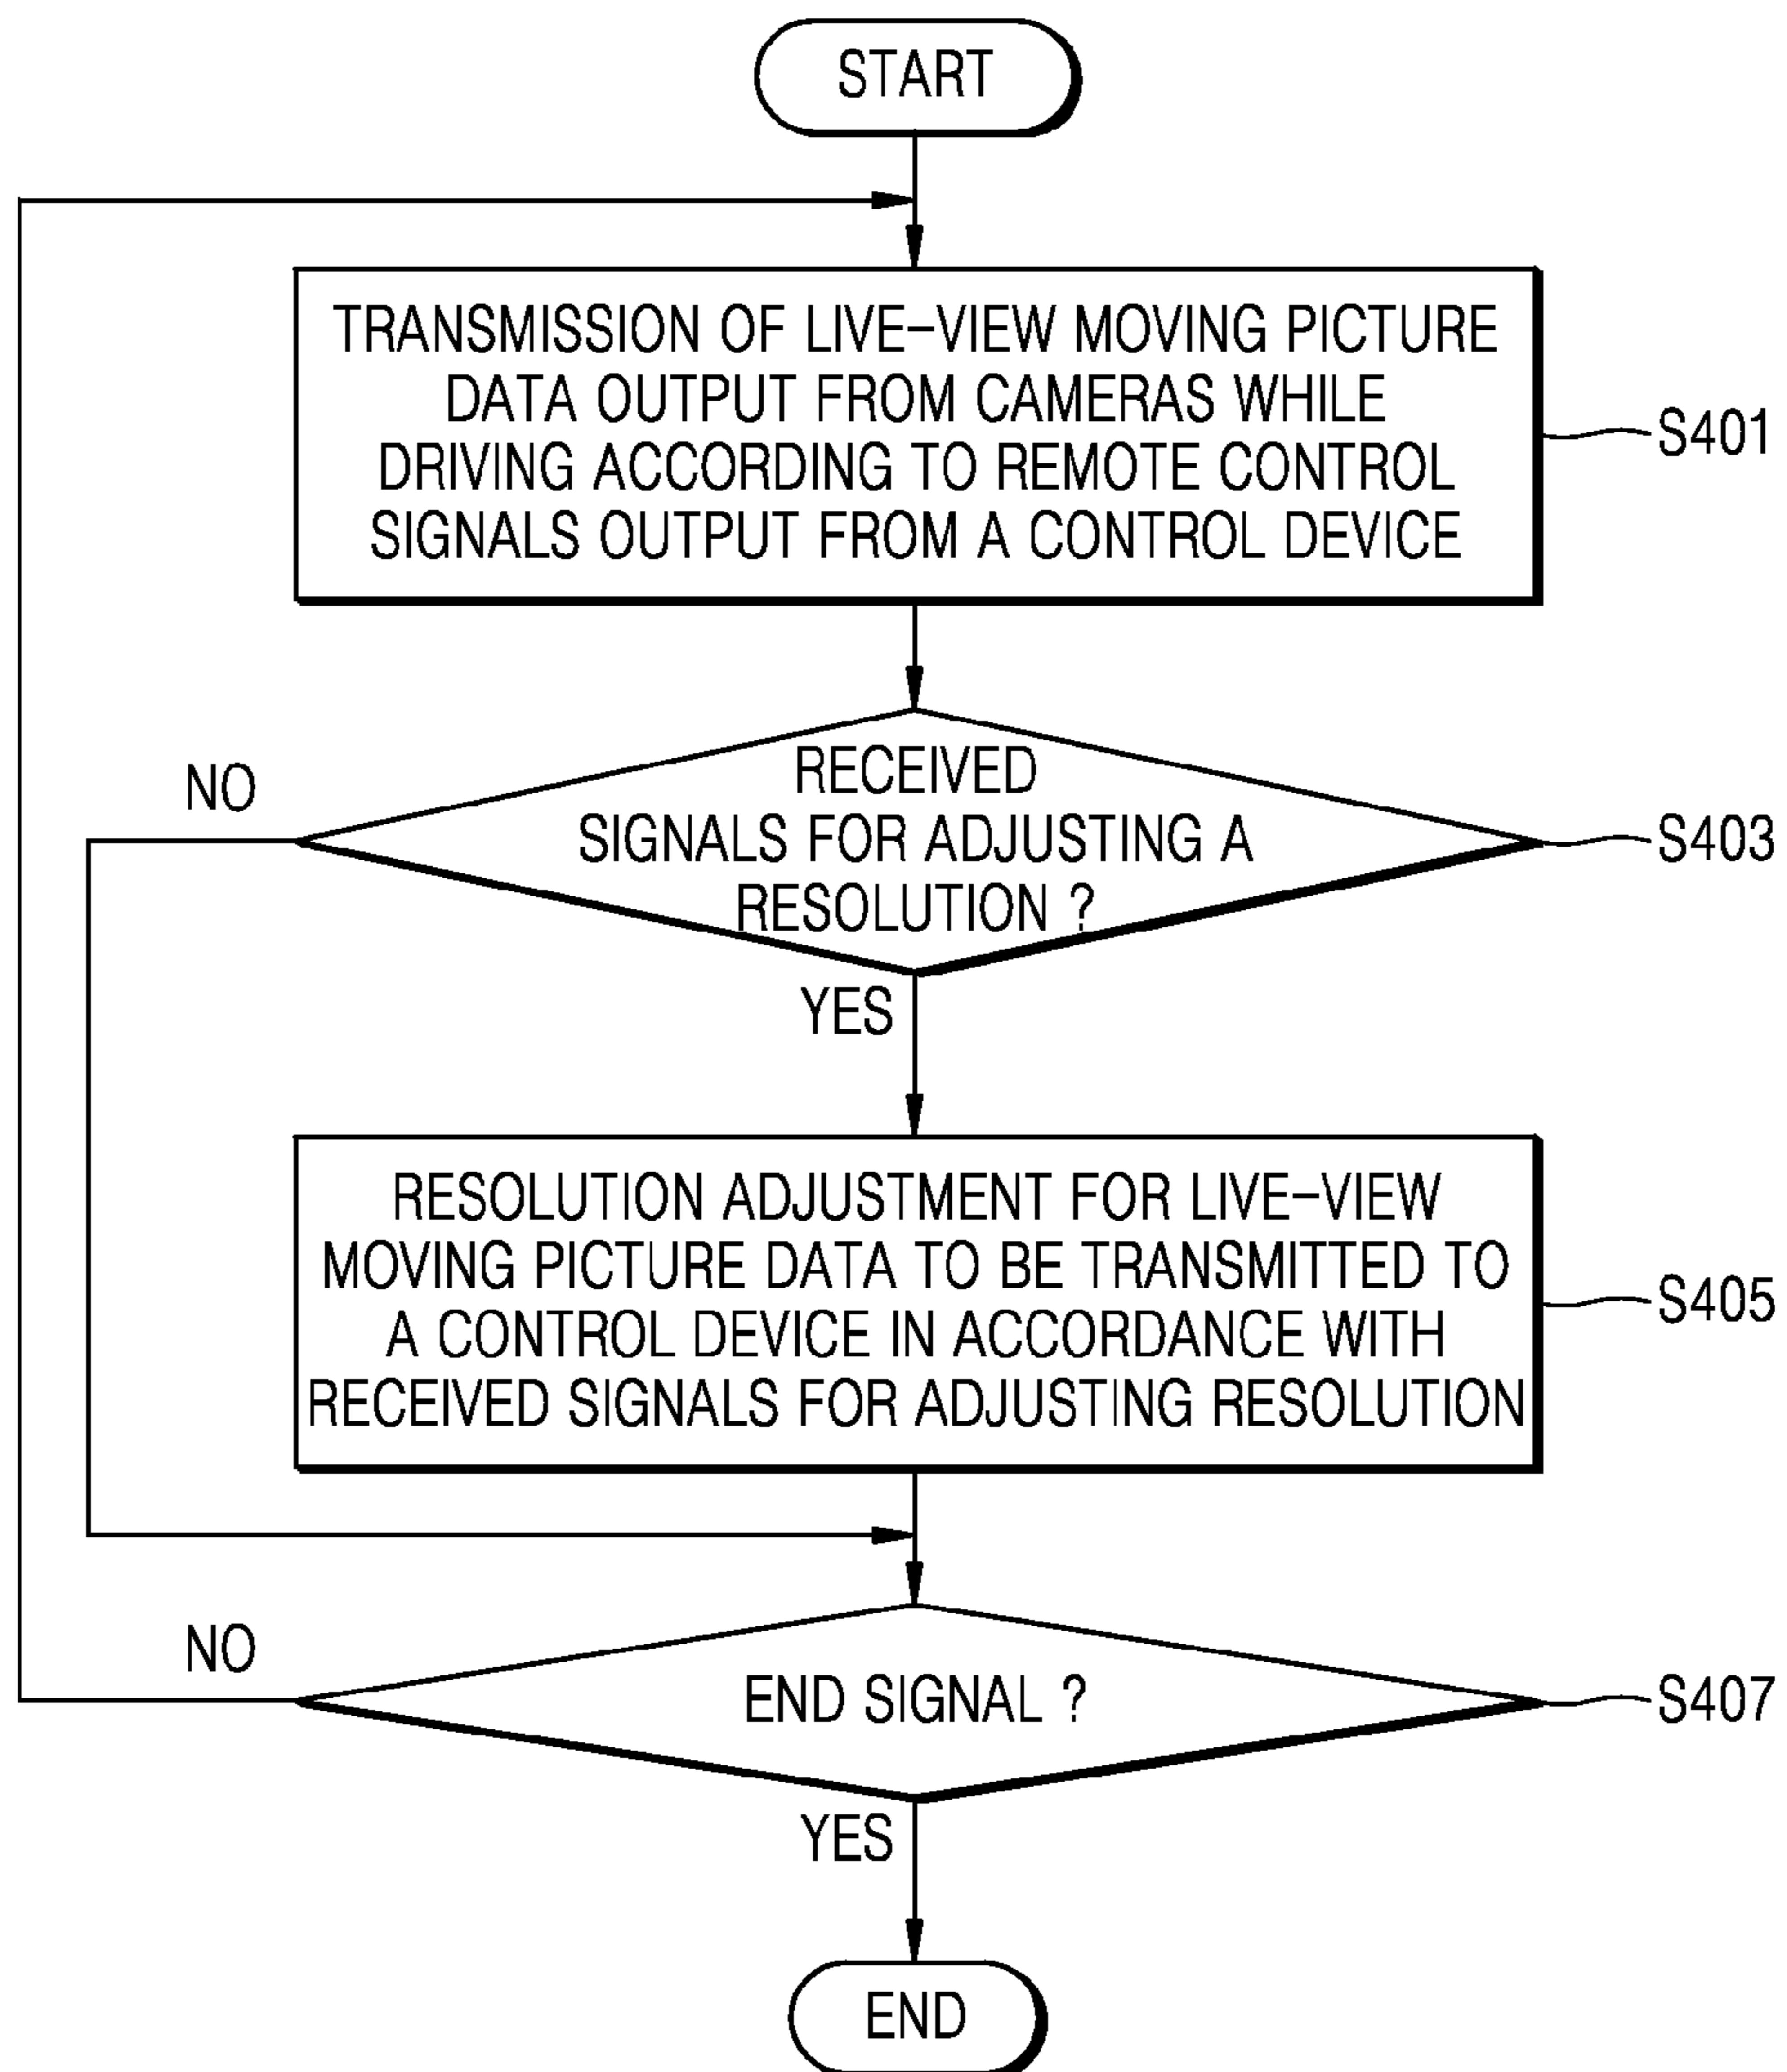 START
TRANSMISSION OF LIVE-VIEW MOVING PICTURE
DATA OUTPUT FROM CAMERAS WHILE
DRIVING ACCORDING TO REMOTE CONTROL
SIGNALS OUTPUT FROM A CONTROL DEVICE
S401
NO
RECEIVED
SIGNALS FOR ADJUSTING A
RESOLUTION ?
S403
YES
RESOLUTION ADJUSTMENT FOR LIVE-VIEW
MOVING PICTURE DATA TO BE TRANSMITTED TO
A CONTROL DEVICE IN ACCORDANCE WITH
RECEIVED SIGNALS FOR ADJUSTING RESOLUTION
S405
NO
END SIGNAL ?
S407
YES
END